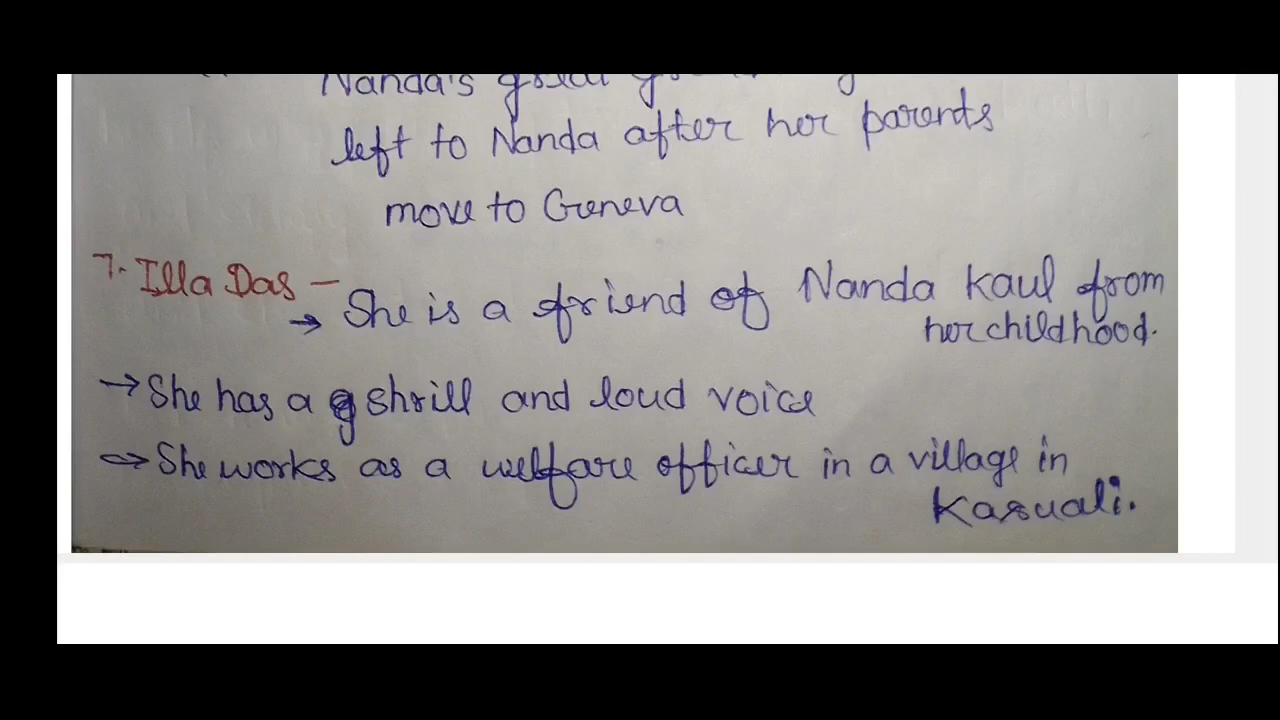 Nanda's great
left to Nanda after her parents
move to Geneva
7. Illa Das –
→ She is a friend of Nanda Kaul from
her childhood.
→ She has a shrill and loud voice
⇒ She works as a welfare officer in a village in
Kasuali.